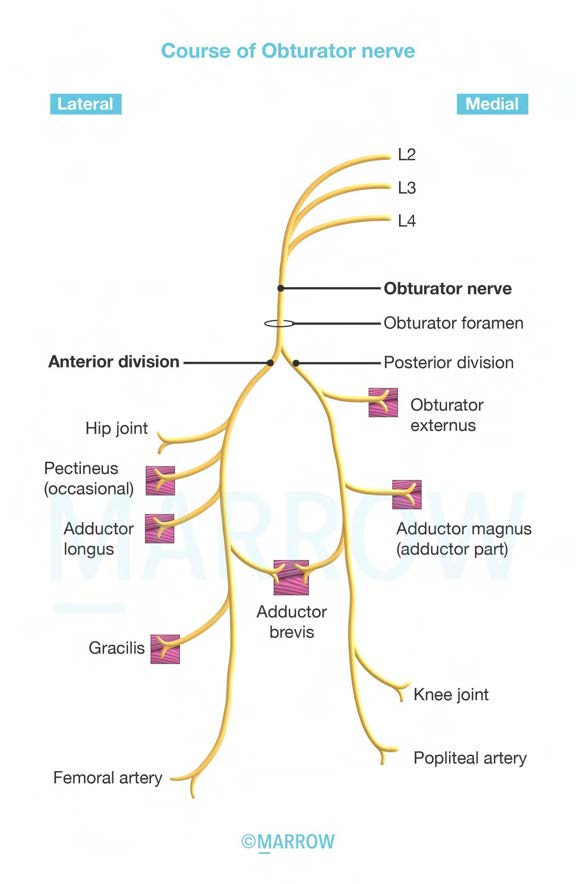 Course of Obturator nerve
Lateral
Medial
L2
L3
L4
Obturator nerve
Obturator foramen
Anterior division
Posterior division
Obturator
externus
Hip joint
Pectineus
(occasional)
Adductor
longus
Adductor magnus
(adductor part)
MARROW
Adductor
brevis
Gracilis
Knee joint
Popliteal artery
Femoral artery
©MARROW